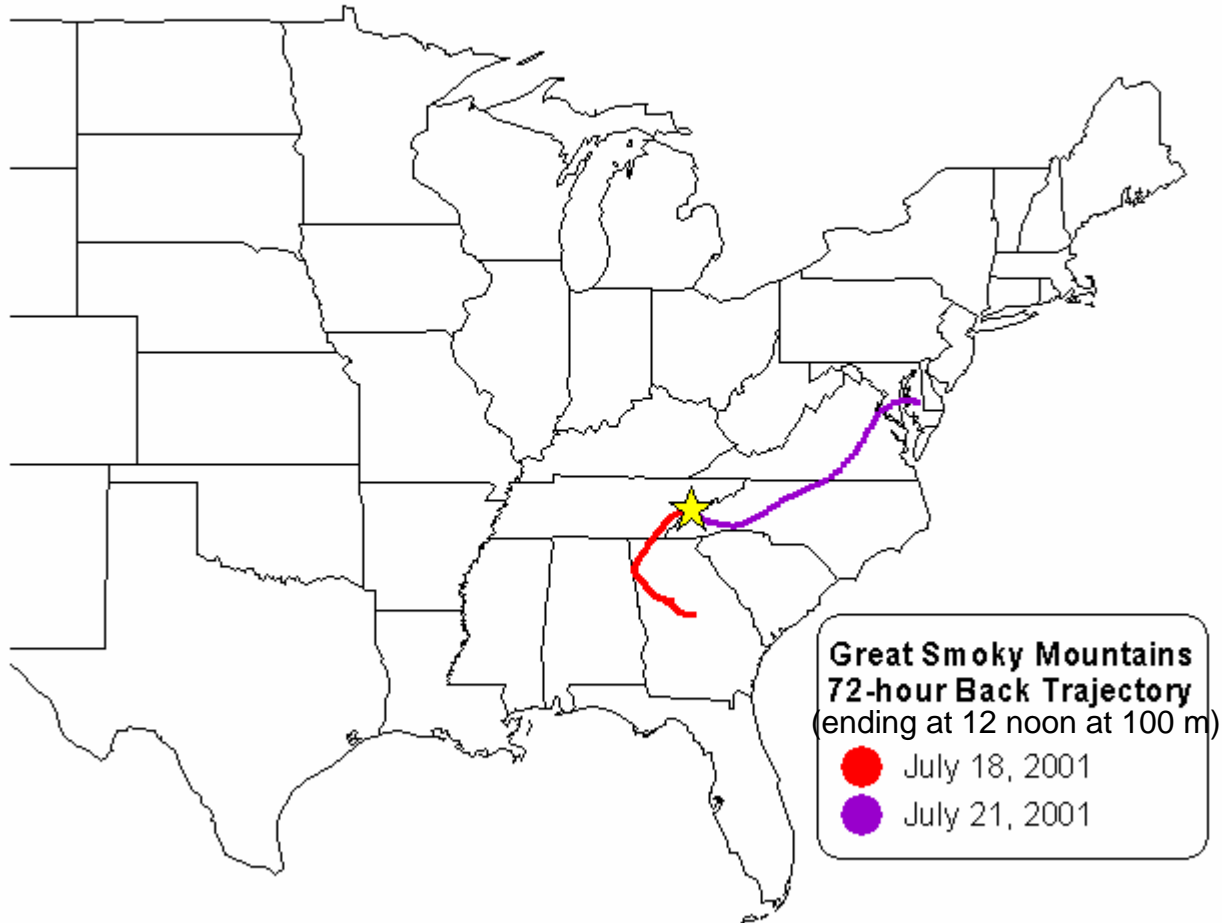 Great Smoky Mountains
72-hour Back Trajectory
(ending at 12 noon at 100 m)
July 18, 2001
July 21, 2001